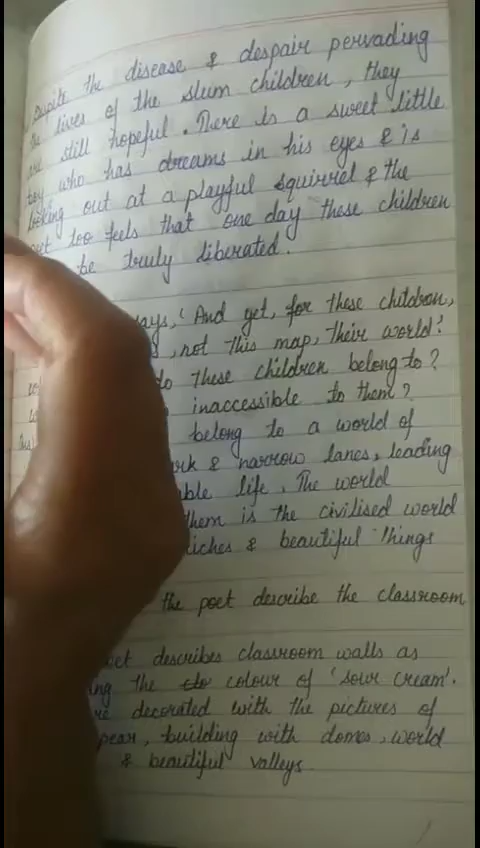 Despite the disease & despair pervading
the lives of the slum children, they
are still hopeful. There is a sweet little
boy who has dreams in his eyes & is
looking out at a playful squirrel & the
poet too feels that one day these children
be truly liberated.
'And yet, for these children,
, not this map, their world?
do these children belong to?
inaccessible to them?
belong to a world of
& narrow lanes, leading
life. The world
them is the civilised world
riches & beautiful things
the poet describe the classroom
poet describes classroom walls as
the colour of 'sour cream'.
decorated with the pictures of
building with domes, world
& beautiful valleys